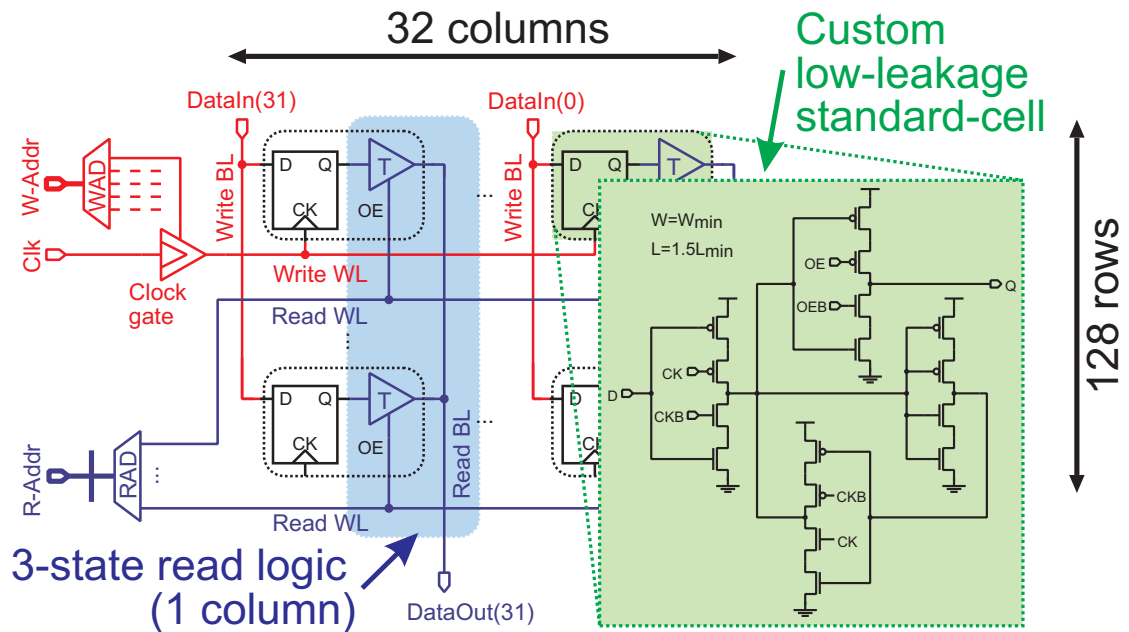 32 columns
Custom
low-leakage
standard-cell
DataIn(31)
DataIn(0)
W-Addr
WAD
Write BL
D
Q
T
CK
OE
...
Write BL
D
Q
T
CK
Clk
Clock
gate
Write WL
Read WL
...
W=Wmin
L=1.5Lmin
OE
OEB
Q
D
CK
CKB
CKB
CK
128 rows
D
Q
T
CK
OE
...
D
CK
Read BL
R-Addr
RAD
...
Read WL
3-state read logic
(1 column)
DataOut(31)